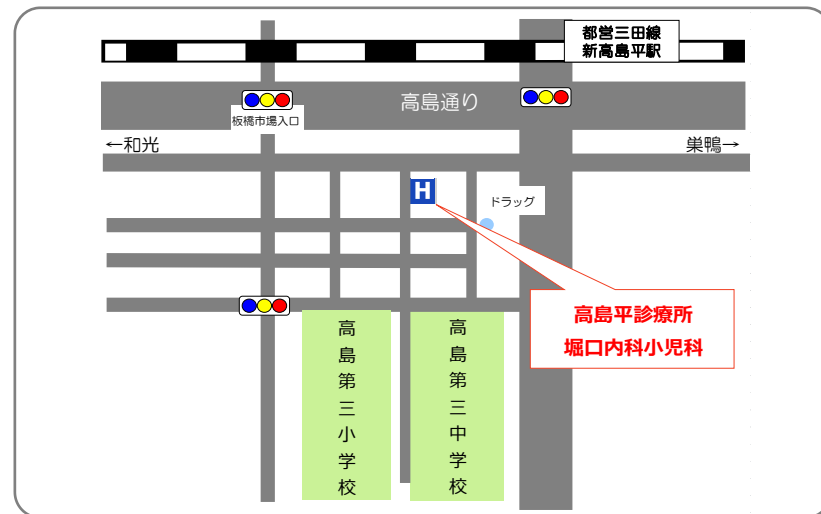 都営三田線
新高島平駅
高島通り
板橋市場入口
←和光
巣鴨→
H
ドラッグ
高島平診療所
堀口内科小児科
高島第三小学校
高島第三中学校